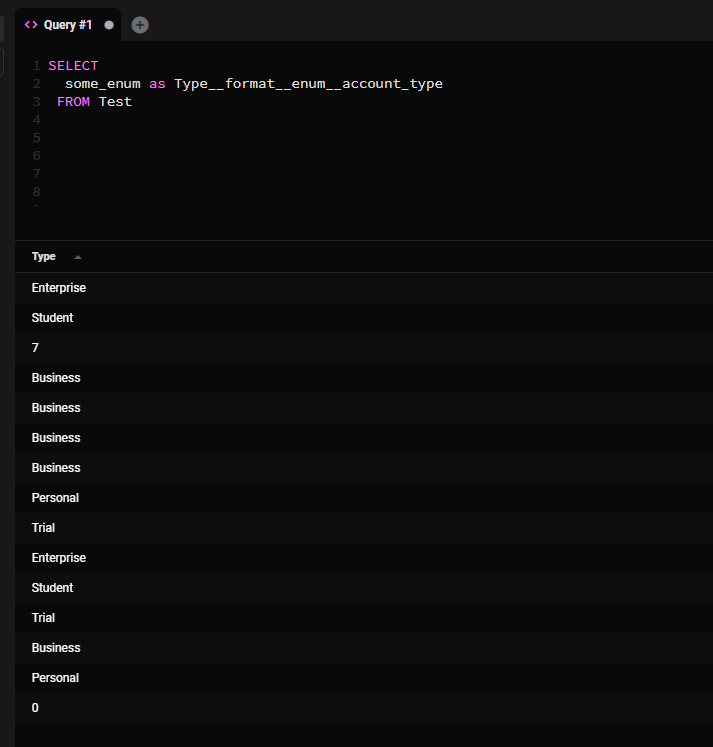 <> Query #1
1 SELECT
2 some_enum as Type__format__enum__account_type
3 FROM Test
4
5
6
7
8
Type
Enterprise
Student
7
Business
Business
Business
Business
Personal
Trial
Enterprise
Student
Trial
Business
Personal
0